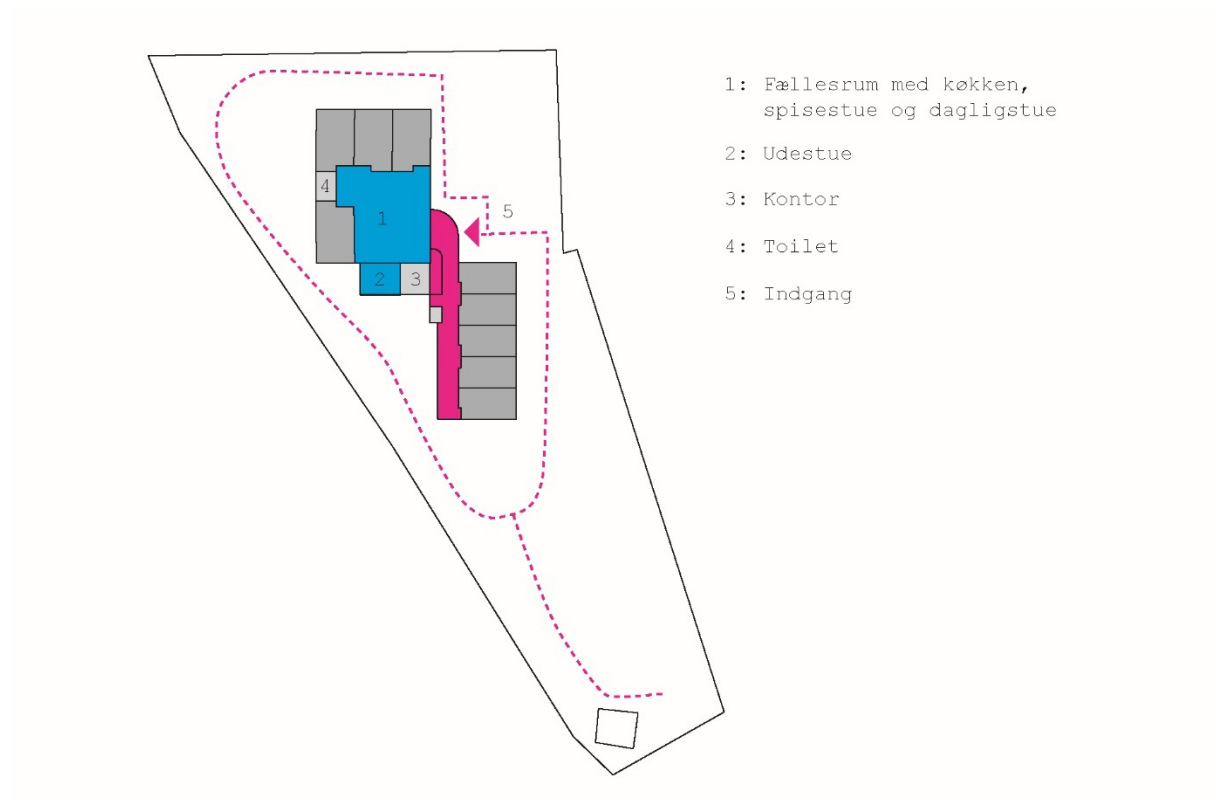 1: Fællesrum med køkken,
spisestue og dagligstue
2: Udestue
3: Kontor
4: Toilet
5: Indgang
4
1
5
2
3